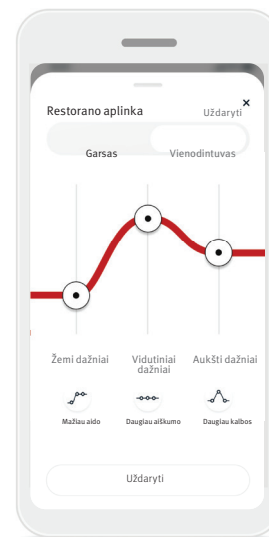 Restorano aplinka
Uždaryti
Garsas Vienodintuvas
Žemi dažniai Vidutiniai dažniai Aukšti dažniai
Mažiau aido Daugiau aiškumo Daugiau kalbos
Uždaryti